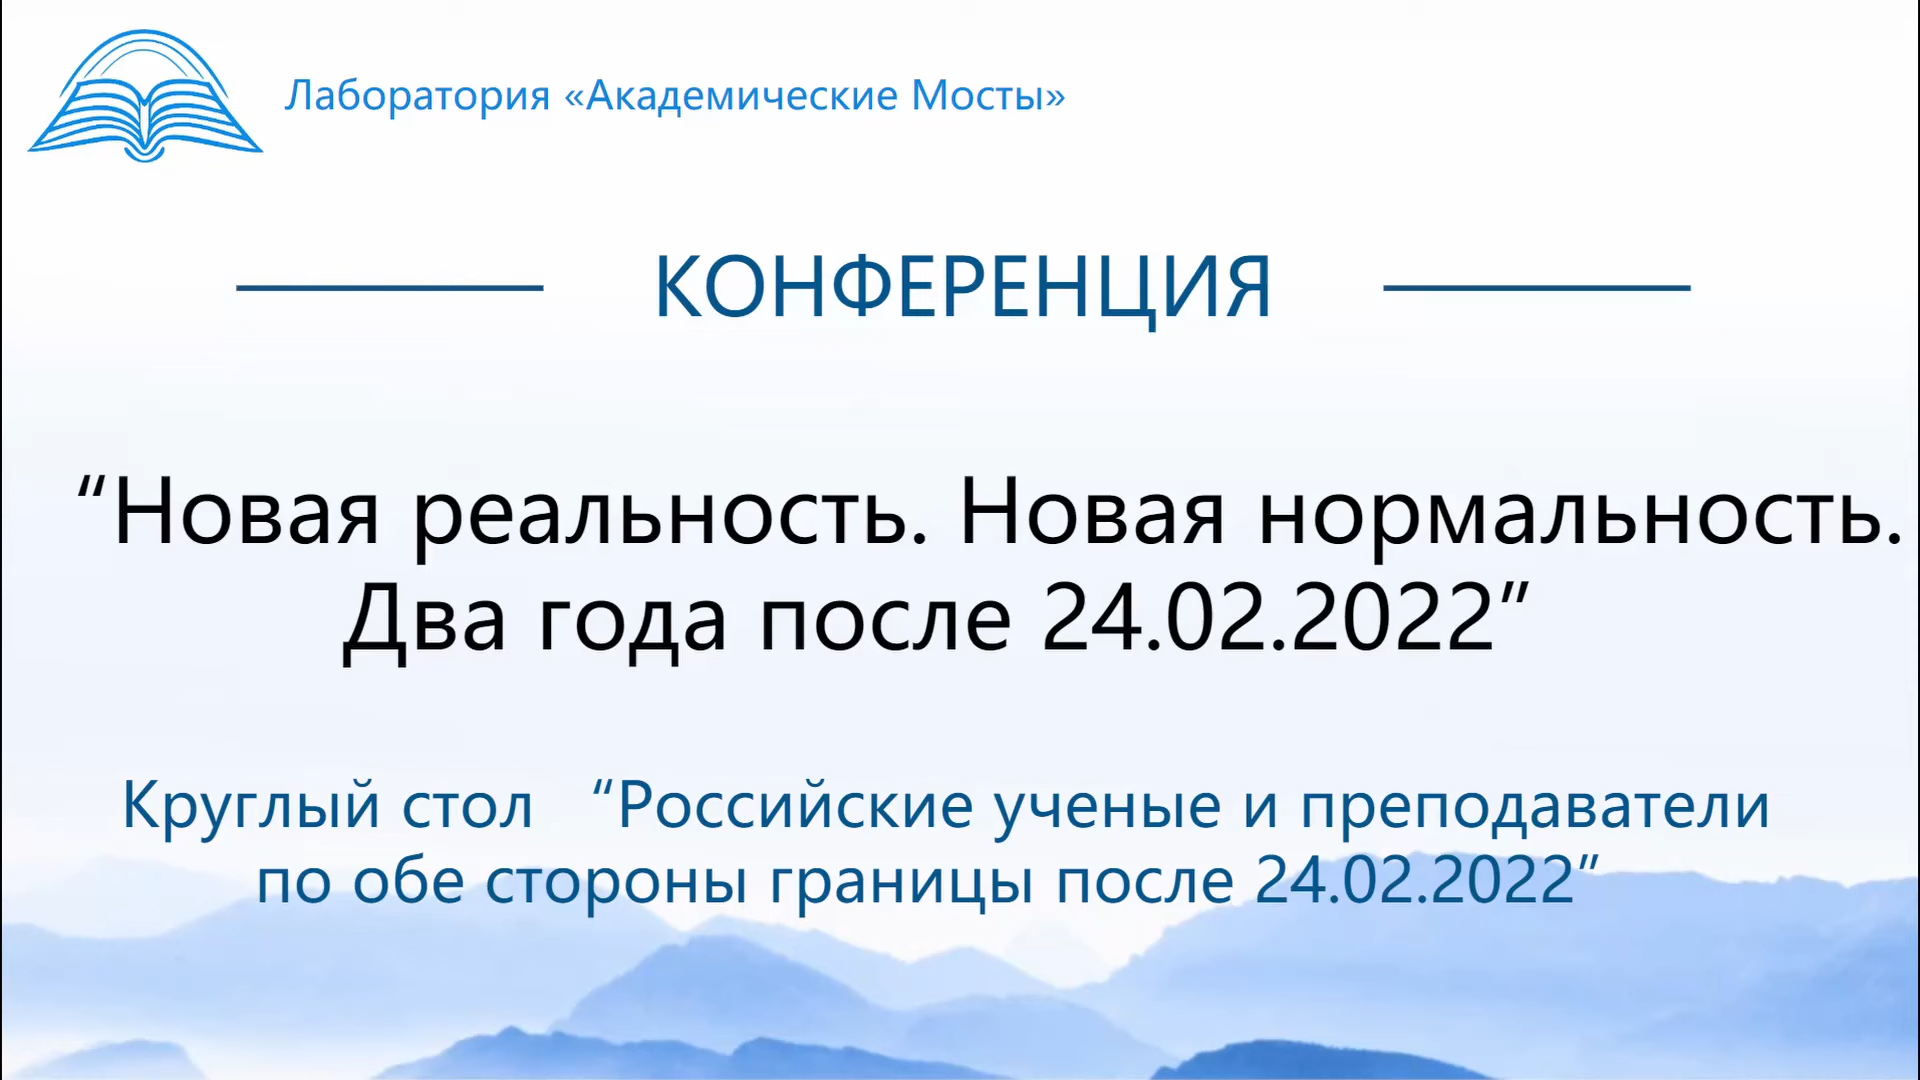 Лаборатория «Академические Мосты»
КОНФЕРЕНЦИЯ
“Новая реальность. Новая нормальность.
Два года после 24.02.2022”
Круглый стол “Российские ученые и преподаватели
по обе стороны границы после 24.02.2022”